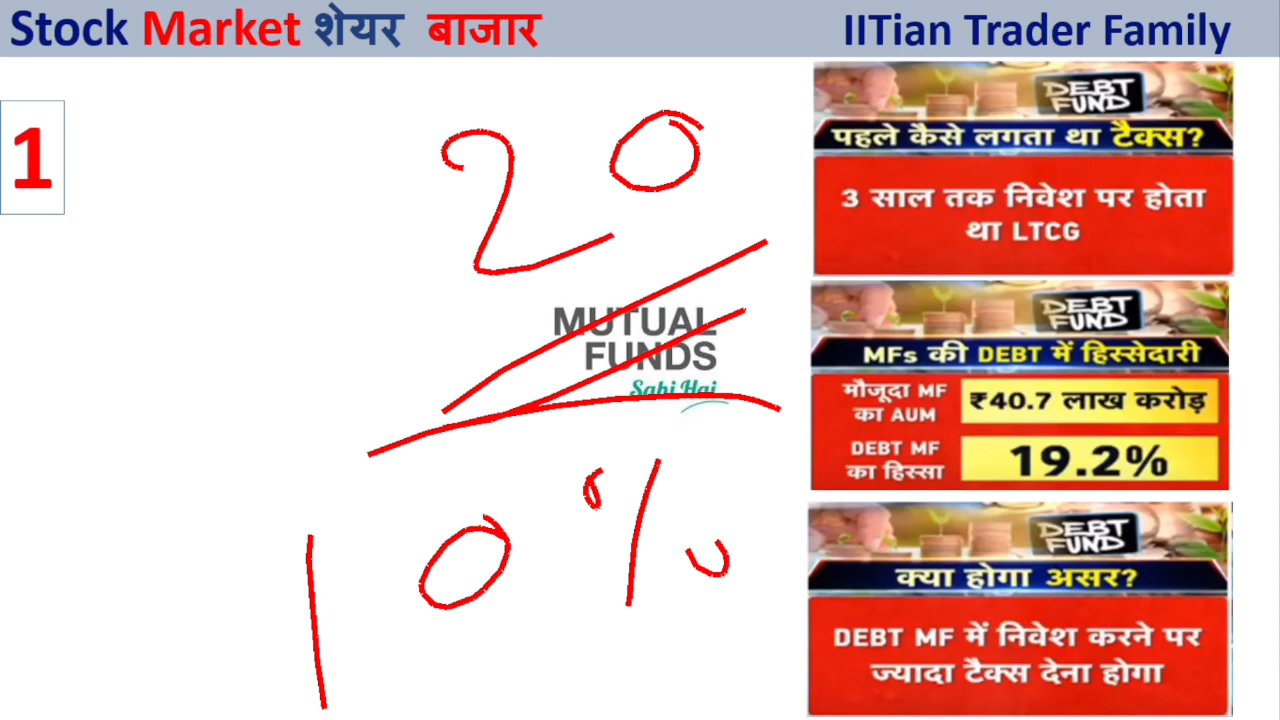 Stock Market शेयर बाजार
IITian Trader Family
1
20
MUTUAL
FUNDS
Sahi Hai
10%
DEBT
FUND
पहले कैसे लगता था टैक्स?
3 साल तक निवेश पर होता
था LTCG
DEBT
FUND
MFs की DEBT में हिस्सेदारी
मौजूदा MF
का AUM
₹40.7 लाख करोड़
DEBT MF
का हिस्सा
19.2%
DEBT
FUND
क्या होगा असर?
DEBT MF में निवेश करने पर
ज्यादा टैक्स देना होगा